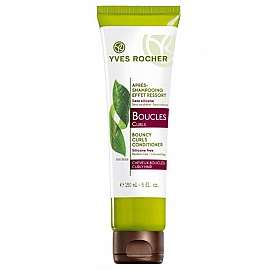 YVES ROCHER
APRÈS-
SHAMPOOING
EFFET RESSORT
Sans silicone
BOUCLES
CURLS
BOUNCY
CURLS
CONDITIONER
Silicone free
CHEVEUX BOUCLÉS
CURLY HAIR
150 ml - 5 fl. oz.